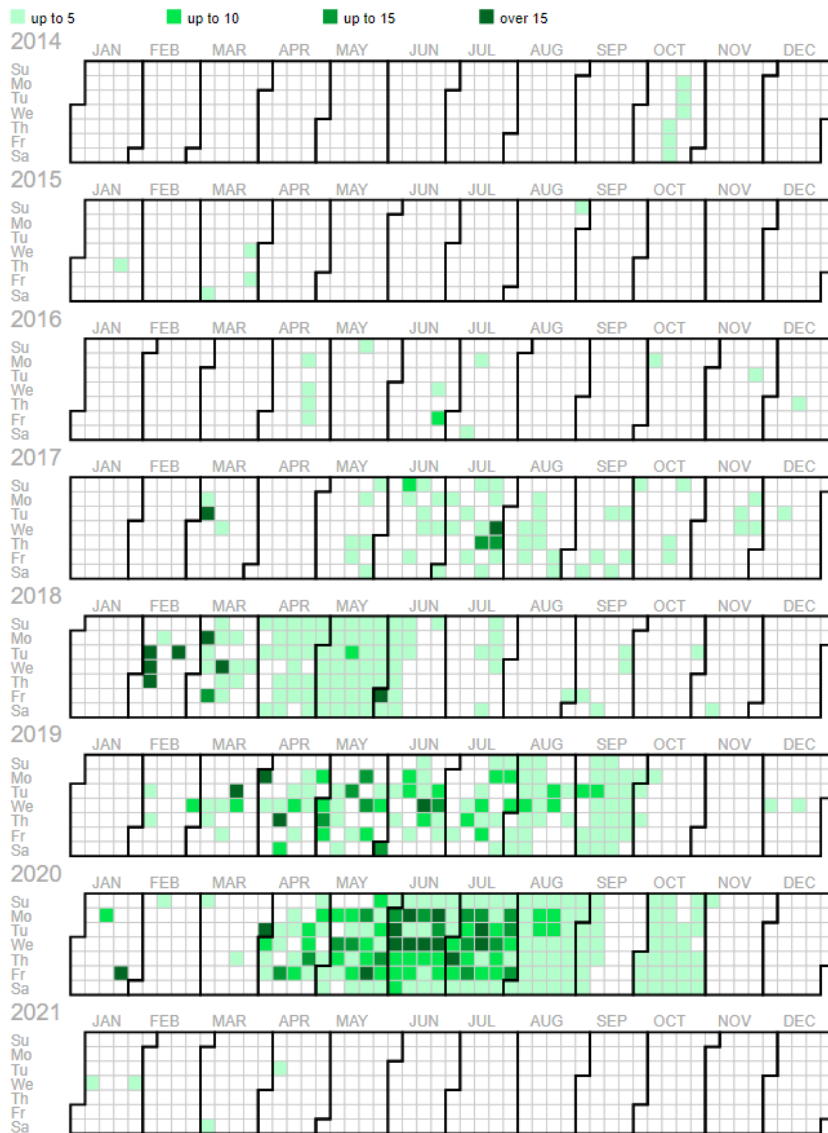 up to 5 up to 10 up to 15 over 15
2014
JAN FEB MAR APR MAY JUN JUL AUG SEP OCT NOV DEC
Su
Mo
Tu
We
Th
Fr
Sa
2015
JAN FEB MAR APR MAY JUN JUL AUG SEP OCT NOV DEC
Su
Mo
Tu
We
Th
Fr
Sa
2016
JAN FEB MAR APR MAY JUN JUL AUG SEP OCT NOV DEC
Su
Mo
Tu
We
Th
Fr
Sa
2017
JAN FEB MAR APR MAY JUN JUL AUG SEP OCT NOV DEC
Su
Mo
Tu
We
Th
Fr
Sa
2018
JAN FEB MAR APR MAY JUN JUL AUG SEP OCT NOV DEC
Su
Mo
Tu
We
Th
Fr
Sa
2019
JAN FEB MAR APR MAY JUN JUL AUG SEP OCT NOV DEC
Su
Mo
Tu
We
Th
Fr
Sa
2020
JAN FEB MAR APR MAY JUN JUL AUG SEP OCT NOV DEC
Su
Mo
Tu
We
Th
Fr
Sa
2021
JAN FEB MAR APR MAY JUN JUL AUG SEP OCT NOV DEC
Su
Mo
Tu
We
Th
Fr
Sa